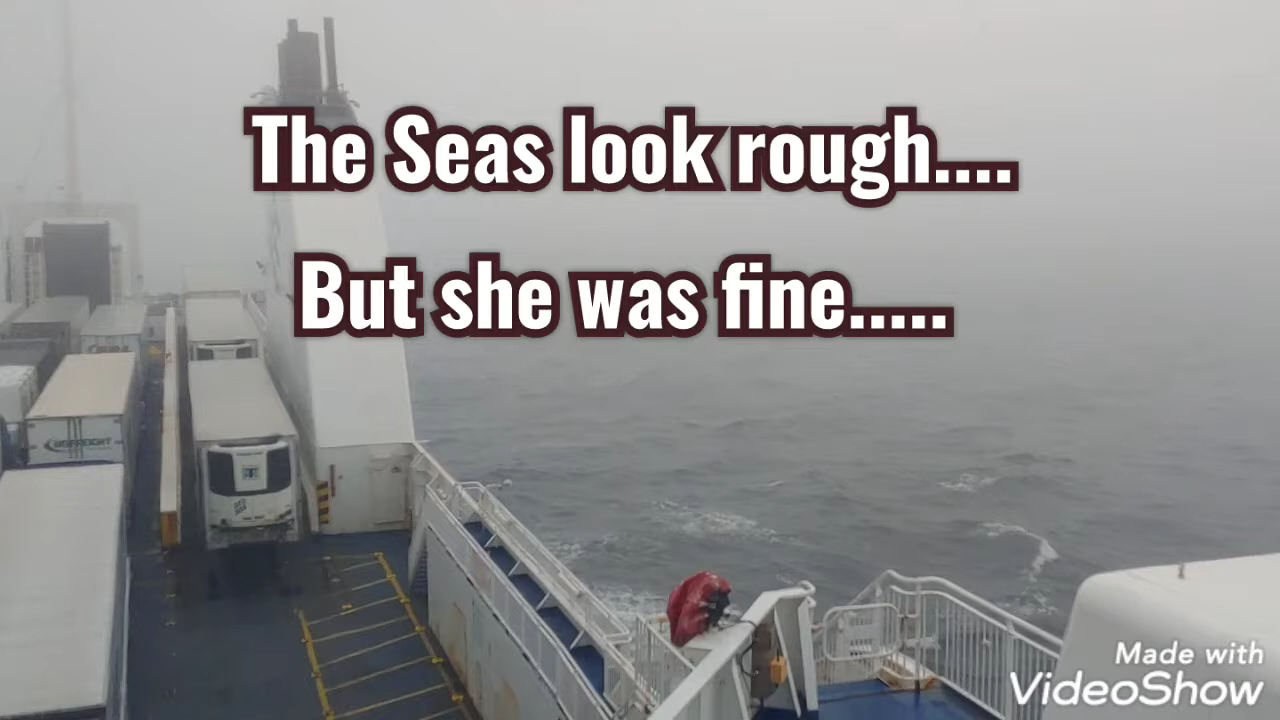 The Seas look rough....
But she was fine.....
Made with
VideoShow